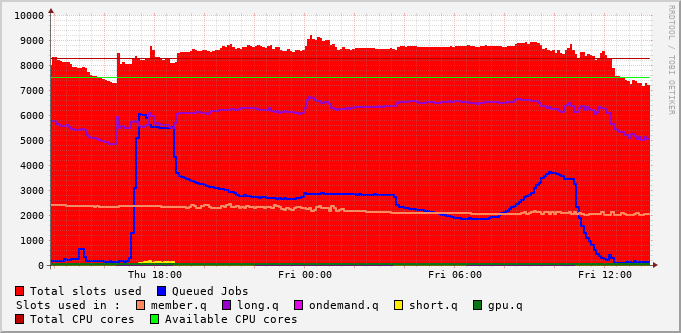 10000
9000
8000
7000
6000
5000
4000
3000
2000
1000
0
Thu 18:00 Fri 00:00 Fri 06:00 Fri 12:00
RRDTOOL / TOBI OETIKER
Total slots used Queued Jobs
Slots used in : member.q long.q ondemand.q short.q gpu.q
Total CPU cores Available CPU cores